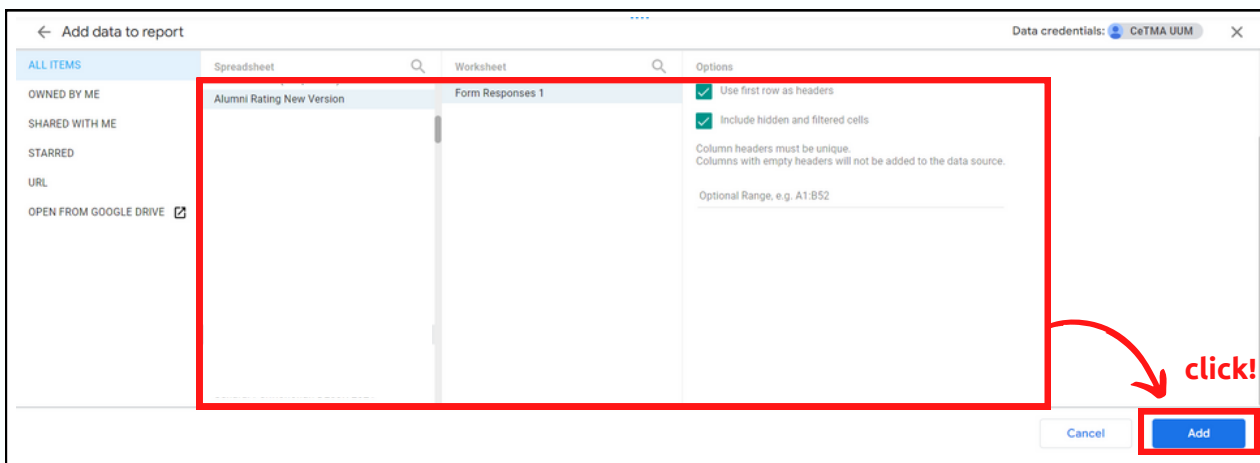 Add data to report
Data credentials: CeTMA UUM
ALL ITEMS
OWNED BY ME
SHARED WITH ME
STARRED
URL
OPEN FROM GOOGLE DRIVE
Spreadsheet
Alumni Rating New Version
Worksheet
Form Responses 1
Options
Use first row as headers
Include hidden and filtered cells
Column headers must be unique.
Columns with empty headers will not be added to the data source.
Optional Range, e.g. A1:B52
click!
Cancel
Add